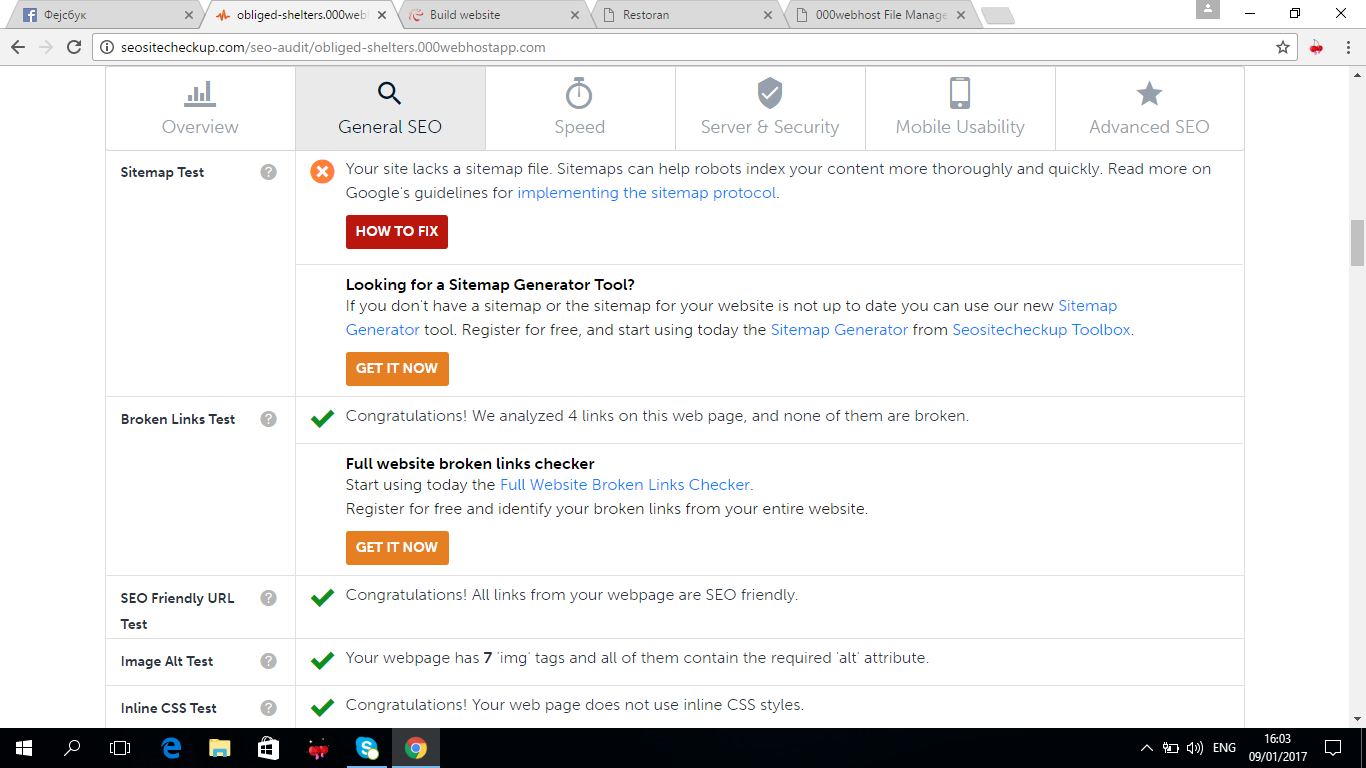 Фејсбук
obliged-shelters.000webl
Build website
Restoran
000webhost File Manage
seositecheckup.com/seo-audit/obliged-shelters.000webhostapp.com
Overview
General SEO
Speed
Server & Security
Mobile Usability
Advanced SEO
Sitemap Test
?
Your site lacks a sitemap file. Sitemaps can help robots index your content more thoroughly and quickly. Read more on
Google's guidelines for implementing the sitemap protocol.
HOW TO FIX
Looking for a Sitemap Generator Tool?
If you don't have a sitemap or the sitemap for your website is not up to date you can use our new Sitemap
Generator tool. Register for free, and start using today the Sitemap Generator from Seositecheckup Toolbox.
GET IT NOW
Broken Links Test
?
Congratulations! We analyzed 4 links on this web page, and none of them are broken.
Full website broken links checker
Start using today the Full Website Broken Links Checker.
Register for free and identify your broken links from your entire website.
GET IT NOW
SEO Friendly URL
Test
?
Congratulations! All links from your webpage are SEO friendly.
Image Alt Test
?
Your webpage has 7 'img' tags and all of them contain the required 'alt' attribute.
Inline CSS Test
?
Congratulations! Your web page does not use inline CSS styles.
ENG
16:03
09/01/2017